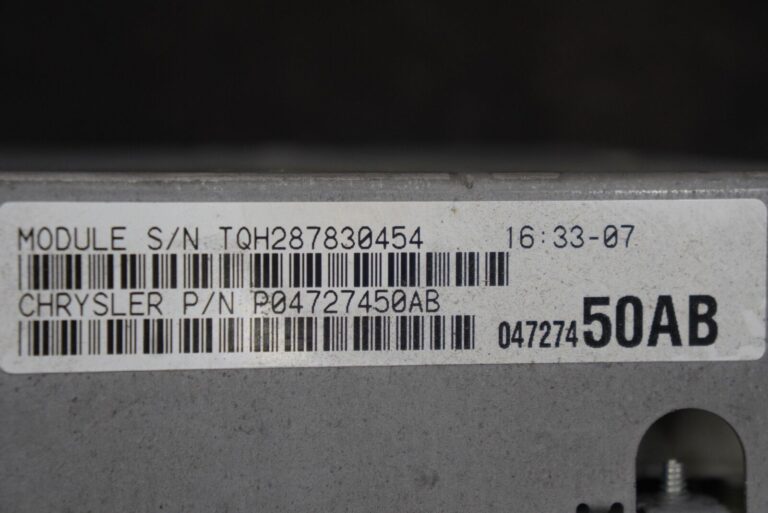 MODULE S/N TQH287830454 16:33-07
CHRYSLER P/N P04727450AB
04727450AB